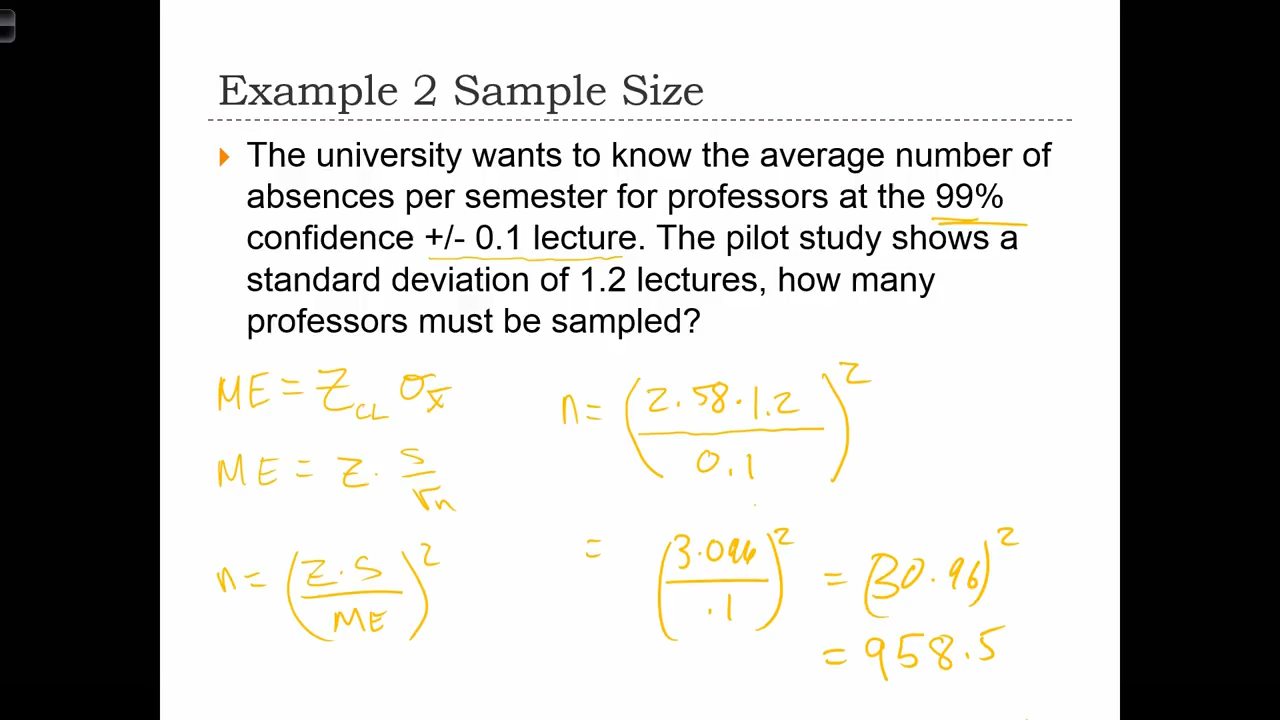 Example 2 Sample Size
The university wants to know the average number of
absences per semester for professors at the 99%
confidence +/- 0.1 lecture. The pilot study shows a
standard deviation of 1.2 lectures, how many
professors must be sampled?
ME = Z_CL σ_x̄
ME = Z · s/√n
n = (Z·S/ME)²
n = (2.58·1.2/0.1)²
= (3.096/.1)² = (30.96)²
= 958.5